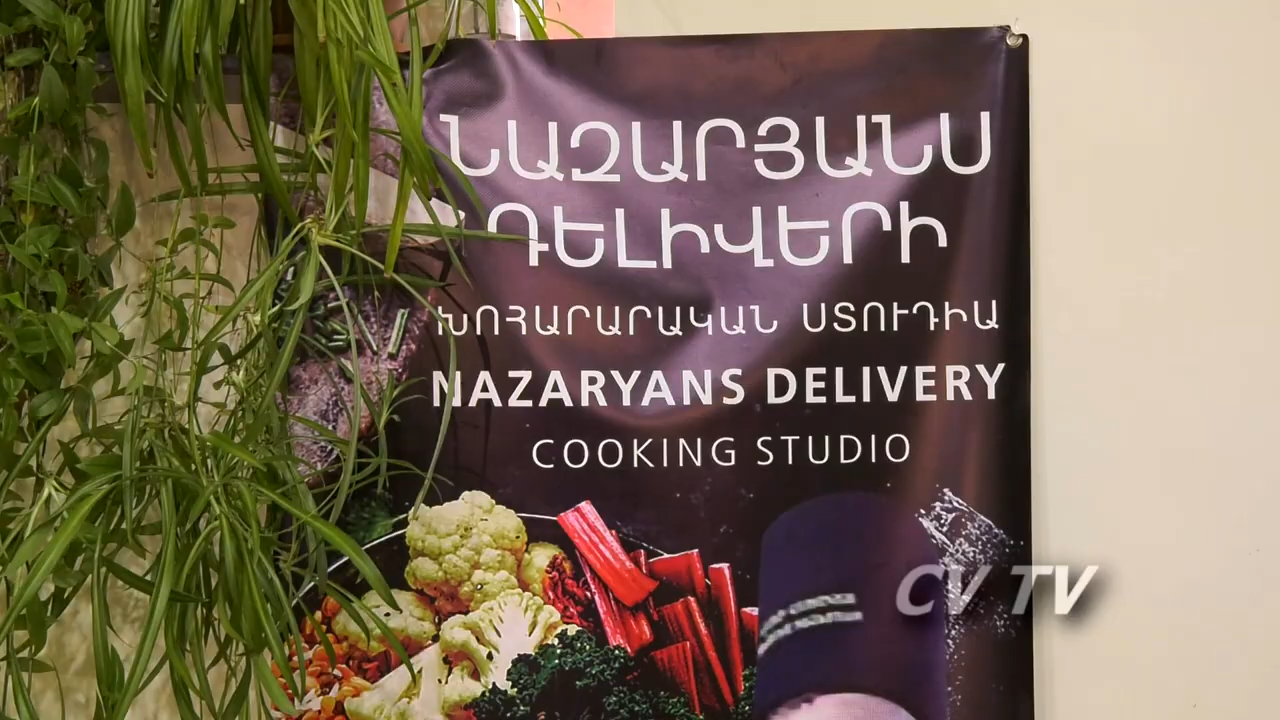 ՆԱԶԱՐՅԱՆՍ
ԴԵԼԻՎԵՐԻ
ԽՈՀԱՐԱՐԱԿԱՆ ՍՏՈՒԴԻԱ
NAZARYANS DELIVERY
COOKING STUDIO
CV TV